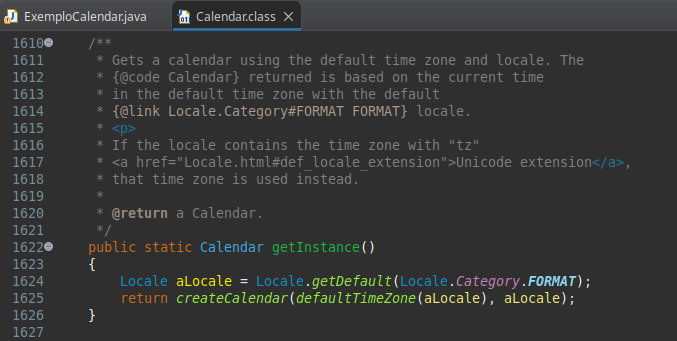 ExemploCalendar.java Calendar.class
1610 /**
1611 * Gets a calendar using the default time zone and locale. The
1612 * {@code Calendar} returned is based on the current time
1613 * in the default time zone with the default
1614 * {@link Locale.Category#FORMAT FORMAT} locale.
1615 * <p>
1616 * If the locale contains the time zone with "tz"
1617 * <a href="Locale.html#def_locale_extension">Unicode extension</a>,
1618 * that time zone is used instead.
1619 *
1620 * @return a Calendar.
1621 */
1622 public static Calendar getInstance()
1623 {
1624 Locale aLocale = Locale.getDefault(Locale.Category.FORMAT);
1625 return createCalendar(defaultTimeZone(aLocale), aLocale);
1626 }
1627